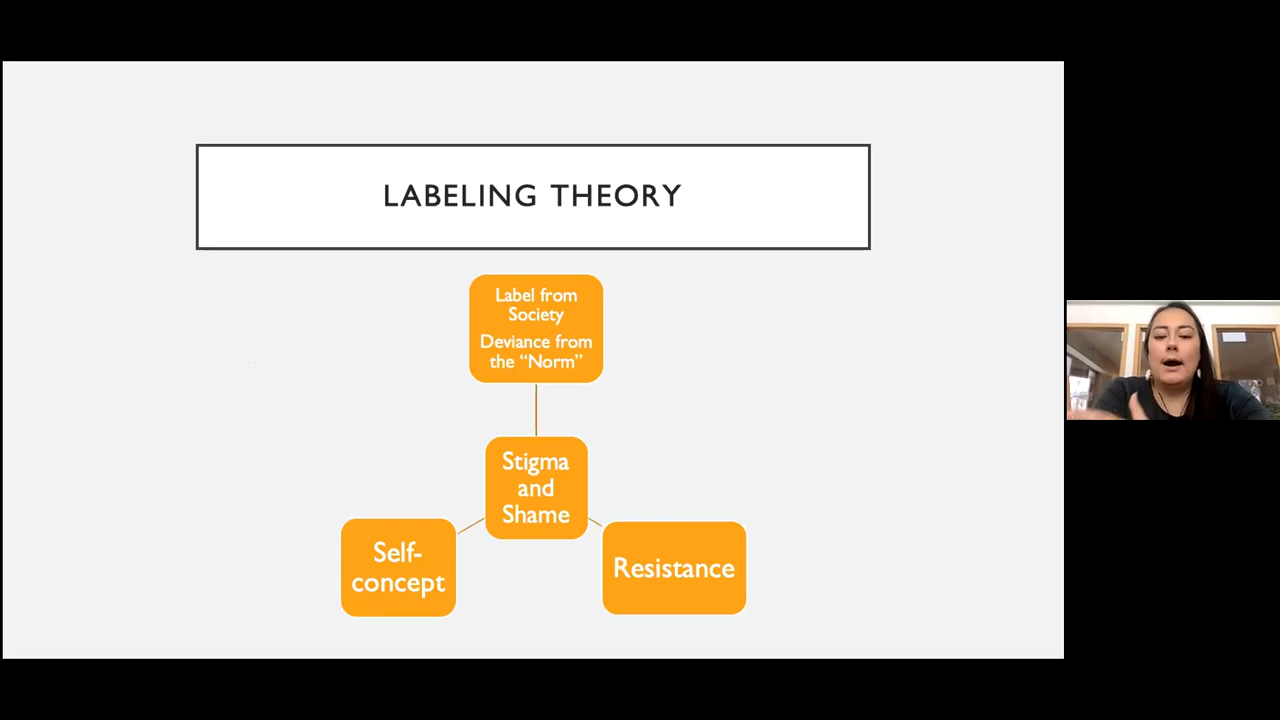 LABELING THEORY
Label from
Society
Deviance from
the “Norm”
Stigma
and
Shame
Self-
concept
Resistance